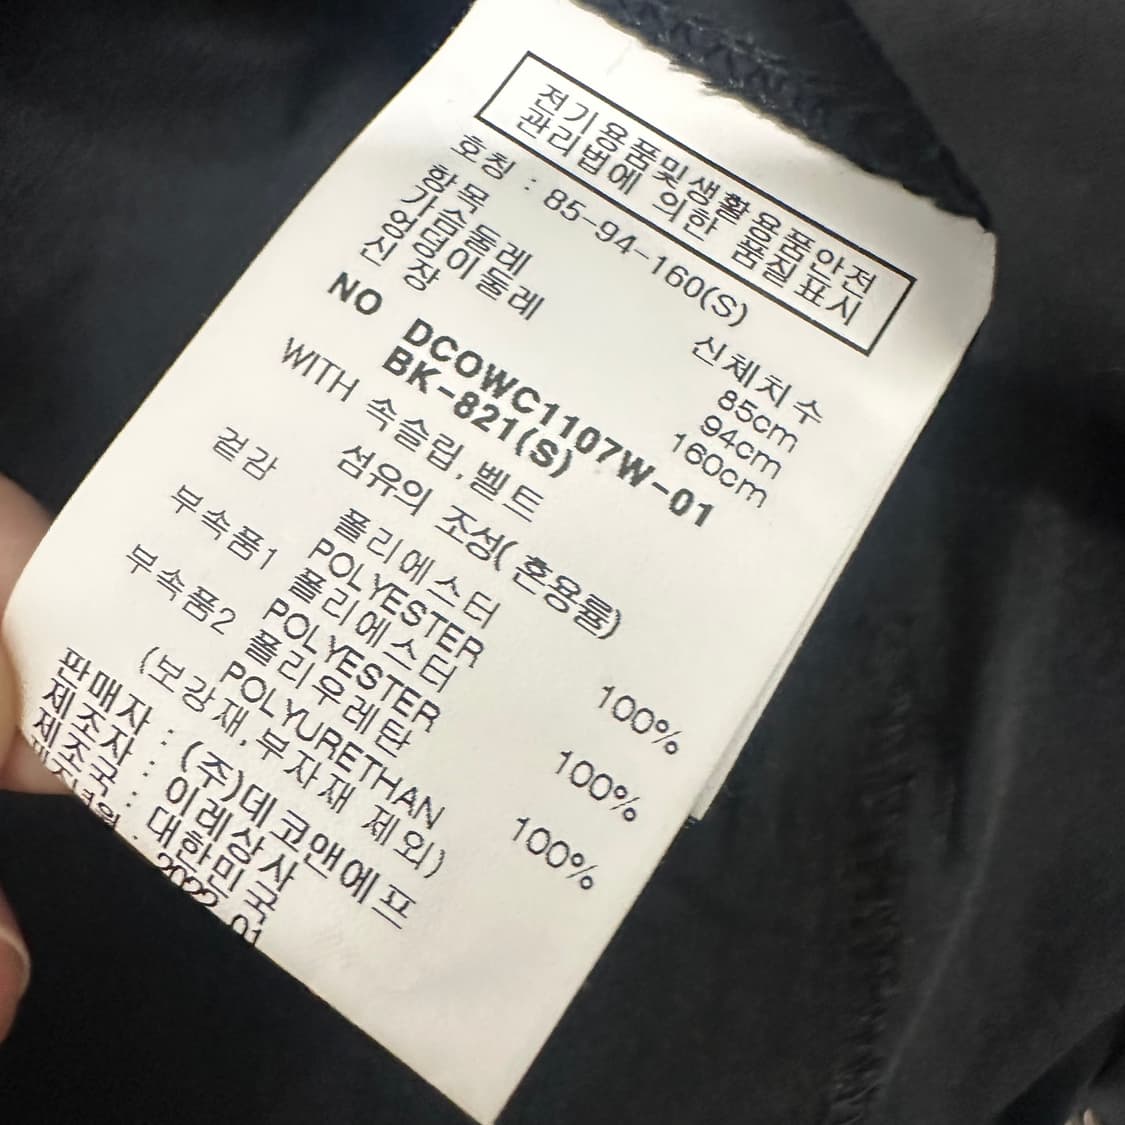 전기용품및생활용품안전
관리법에 의한 품질표시
호칭 : 85-94-160(S)
항목 신체치수
가슴둘레 85cm
엉덩이둘레 94cm
신 장 160cm
NO DCOWC1107W-01
BK-821(S)
WITH 속슬립,벨트
섬유의 조성( 혼용률)
겉감 폴리에스터 100%
POLYESTER
부속품1 폴리에스터 100%
POLYESTER
부속품2 폴리우레탄 100%
POLYURETHAN
(보강재,부자재 제외)
판매자 : (주)데코앤에프
제조자 : 이레상사
제조국 : 대한민국
2022.01